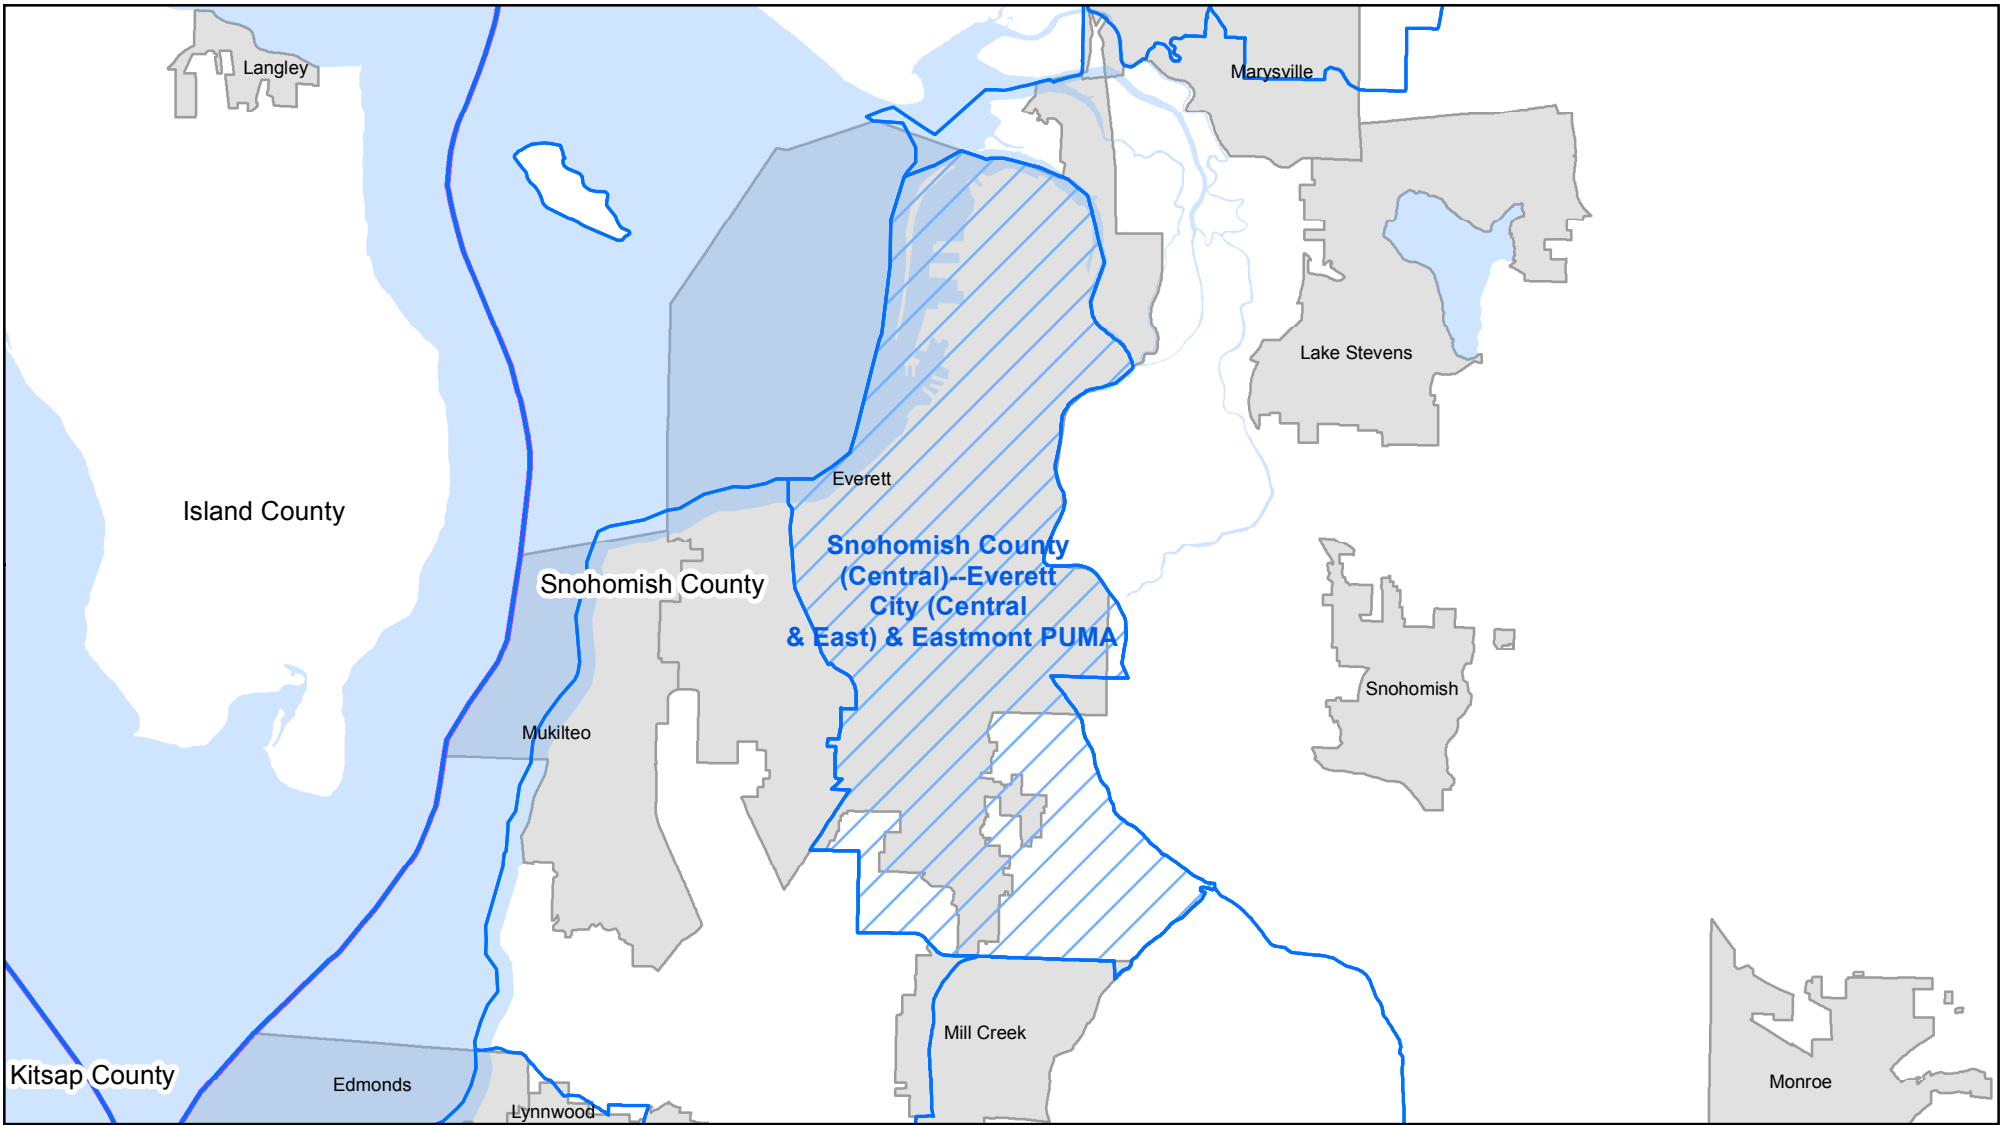 Langley
Marysville
Lake Stevens
Everett
Island County
Snohomish County
(Central)--Everett
City (Central
& East) & Eastmont PUMA
Snohomish County
Snohomish
Mukilteo
Mill Creek
Kitsap County
Edmonds
Monroe
Lynnwood